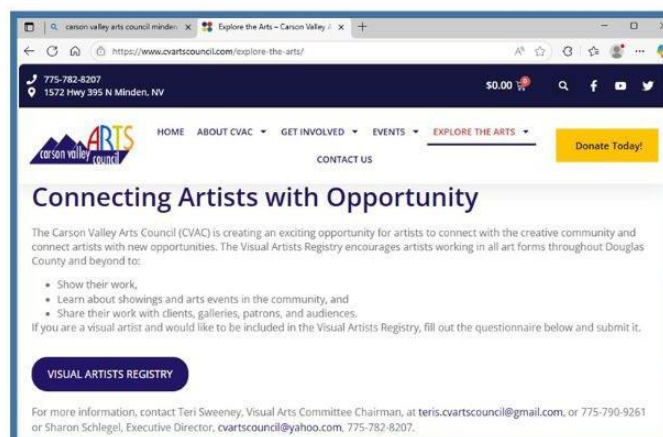 carson valley arts council minden
Explore the Arts – Carson Valley A
https://www.cvartscouncil.com/explore-the-arts/
775-782-8207
1572 Hwy 395 N Minden, NV
$0.00
0
carson valley ARTS council
HOME ABOUT CVAC GET INVOLVED EVENTS EXPLORE THE ARTS
CONTACT US
Donate Today!
Connecting Artists with Opportunity
The Carson Valley Arts Council (CVAC) is creating an exciting opportunity for artists to connect with the creative community and
connect artists with new opportunities. The Visual Artists Registry encourages artists working in all art forms throughout Douglas
County and beyond to:
• Show their work,
• Learn about showings and arts events in the community, and
• Share their work with clients, galleries, patrons, and audiences.
If you are a visual artist and would like to be included in the Visual Artists Registry, fill out the questionnaire below and submit it.
VISUAL ARTISTS REGISTRY
For more information, contact Teri Sweeney, Visual Arts Committee Chairman, at teris.cvartscouncil@gmail.com, or 775-790-9261
or Sharon Schlegel, Executive Director, cvartscouncil@yahoo.com, 775-782-8207.